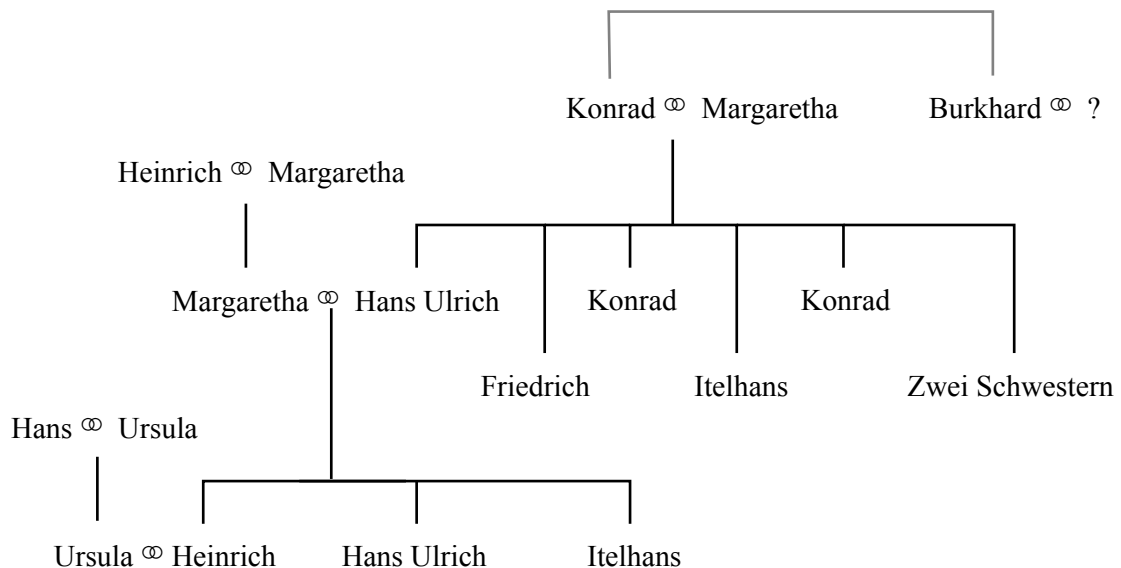 Konrad ⚭ Margaretha Burkhard ⚭ ?
Heinrich ⚭ Margaretha
Margaretha ⚭ Hans Ulrich Konrad Konrad
Friedrich Itelhans Zwei Schwestern
Hans ⚭ Ursula
Ursula ⚭ Heinrich Hans Ulrich Itelhans